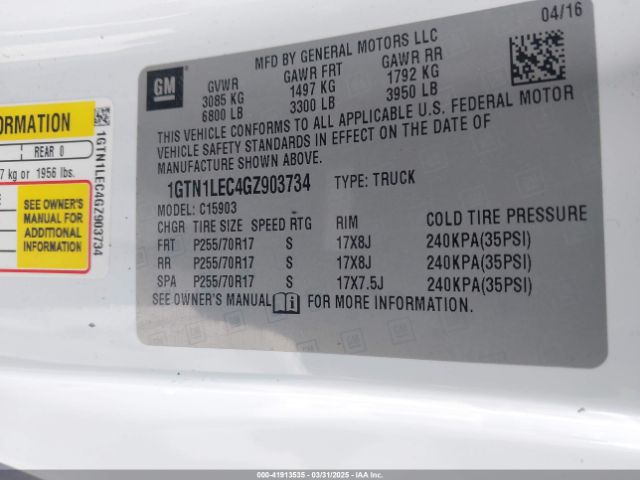 04/16
MFD BY GENERAL MOTORS LLC
GM
GVWR GAWR FRT GAWR RR
3085 KG 1497 KG 1792 KG
6800 LB 3300 LB 3950 LB
THIS VEHICLE CONFORMS TO ALL APPLICABLE U.S. FEDERAL MOTOR
VEHICLE SAFETY STANDARDS IN EFFECT ON THE DATE OF
MANUFACTURE SHOWN ABOVE.
1GTN1LEC4GZ903734 TYPE: TRUCK
MODEL: C15903
CHGR TIRE SIZE SPEED RTG RIM COLD TIRE PRESSURE
FRT P255/70R17 S 17X8J 240KPA(35PSI)
RR P255/70R17 S 17X8J 240KPA(35PSI)
SPA P255/70R17 S 17X7.5J 240KPA(35PSI)
SEE OWNER'S MANUAL FOR MORE INFORMATION.
ORMATION
REAR 0
7 kg or 1956 lbs.
SEE OWNER'S
MANUAL FOR
ADDITIONAL
INFORMATION
1GTN1LEC4GZ903734
000-41913535 - 03/31/2025 - IAAI.COM